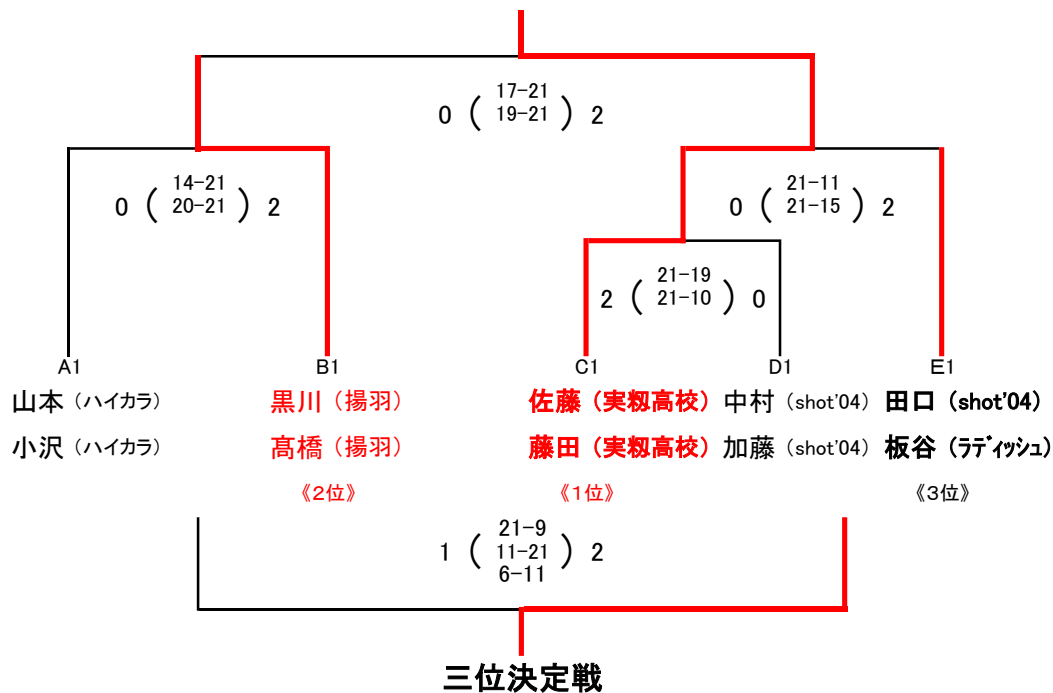 17-21
0 ( 19-21 ) 2
14-21
0 ( 20-21 ) 2
21-11
0 ( 21-15 ) 2
21-19
2 ( 21-10 ) 0
A1 B1 C1 D1 E1
山本（ハイカラ） 黒川（揚羽） 佐藤（実籾高校） 中村（shot'04） 田口（shot'04）
小沢（ハイカラ）髙橋（揚羽） 藤田（実籾高校） 加藤（shot'04） 板谷（ラディッシュ）
《2位》 《1位》 《3位》
21-9
1 ( 11-21 ) 2
6-11
三位決定戦